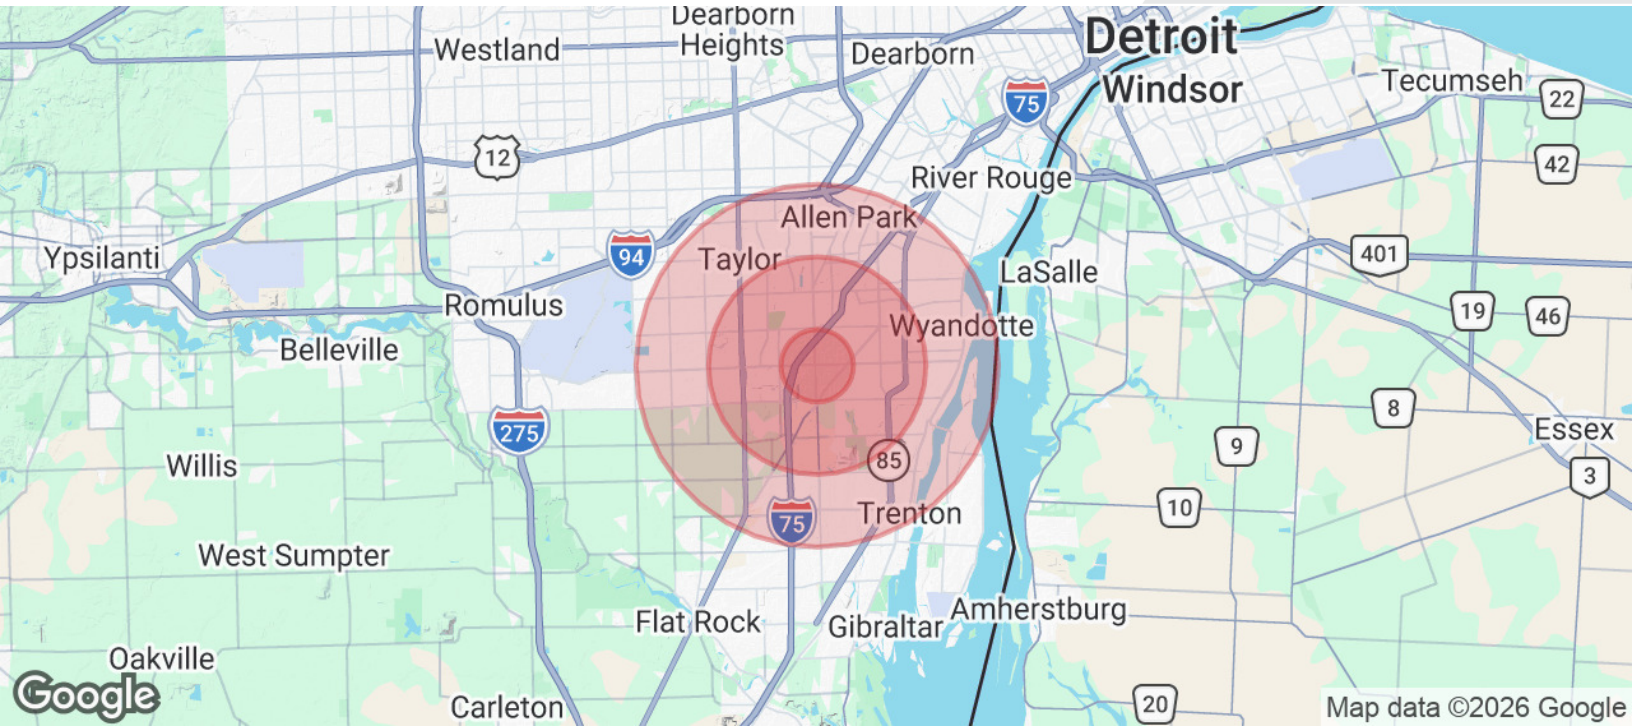 Dearborn
Heights
Westland
Dearborn
Detroit
Windsor
Tecumseh
75
22
12
42
River Rouge
Allen Park
Ypsilanti
94
Taylor
401
LaSalle
Romulus
19
46
Wyandotte
Belleville
8
275
Essex
9
85
Willis
3
10
Trenton
75
West Sumpter
Amherstburg
Flat Rock
Gibraltar
Oakville
Google
Carleton
20
Map data ©2026 Google